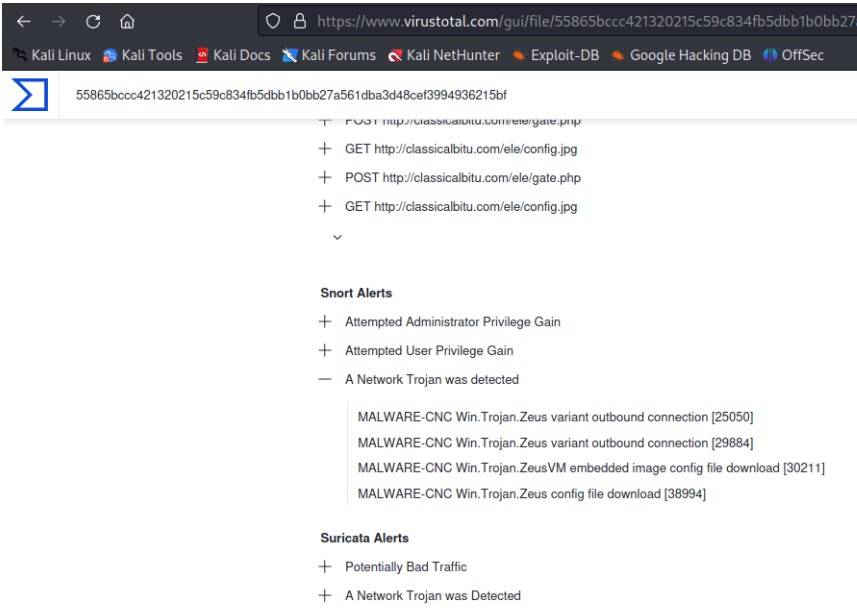 https://www.virustotal.com/gui/file/55865bccc421320215c59c834fb5dbb1b0bb27a
Kali Linux Kali Tools Kali Docs Kali Forums Kali NetHunter Exploit-DB Google Hacking DB OffSec
55865bccc421320215c59c834fb5dbb1b0bb27a561dba3d48cef3994936215bf
POST http://classicalbitu.com/ele/gate.php
GET http://classicalbitu.com/ele/config.jpg
POST http://classicalbitu.com/ele/gate.php
GET http://classicalbitu.com/ele/config.jpg
Snort Alerts
Attempted Administrator Privilege Gain
Attempted User Privilege Gain
A Network Trojan was detected
MALWARE-CNC Win.Trojan.Zeus variant outbound connection [25050]
MALWARE-CNC Win.Trojan.Zeus variant outbound connection [29884]
MALWARE-CNC Win.Trojan.ZeusVM embedded image config file download [30211]
MALWARE-CNC Win.Trojan.Zeus config file download [38994]
Suricata Alerts
Potentially Bad Traffic
A Network Trojan was Detected